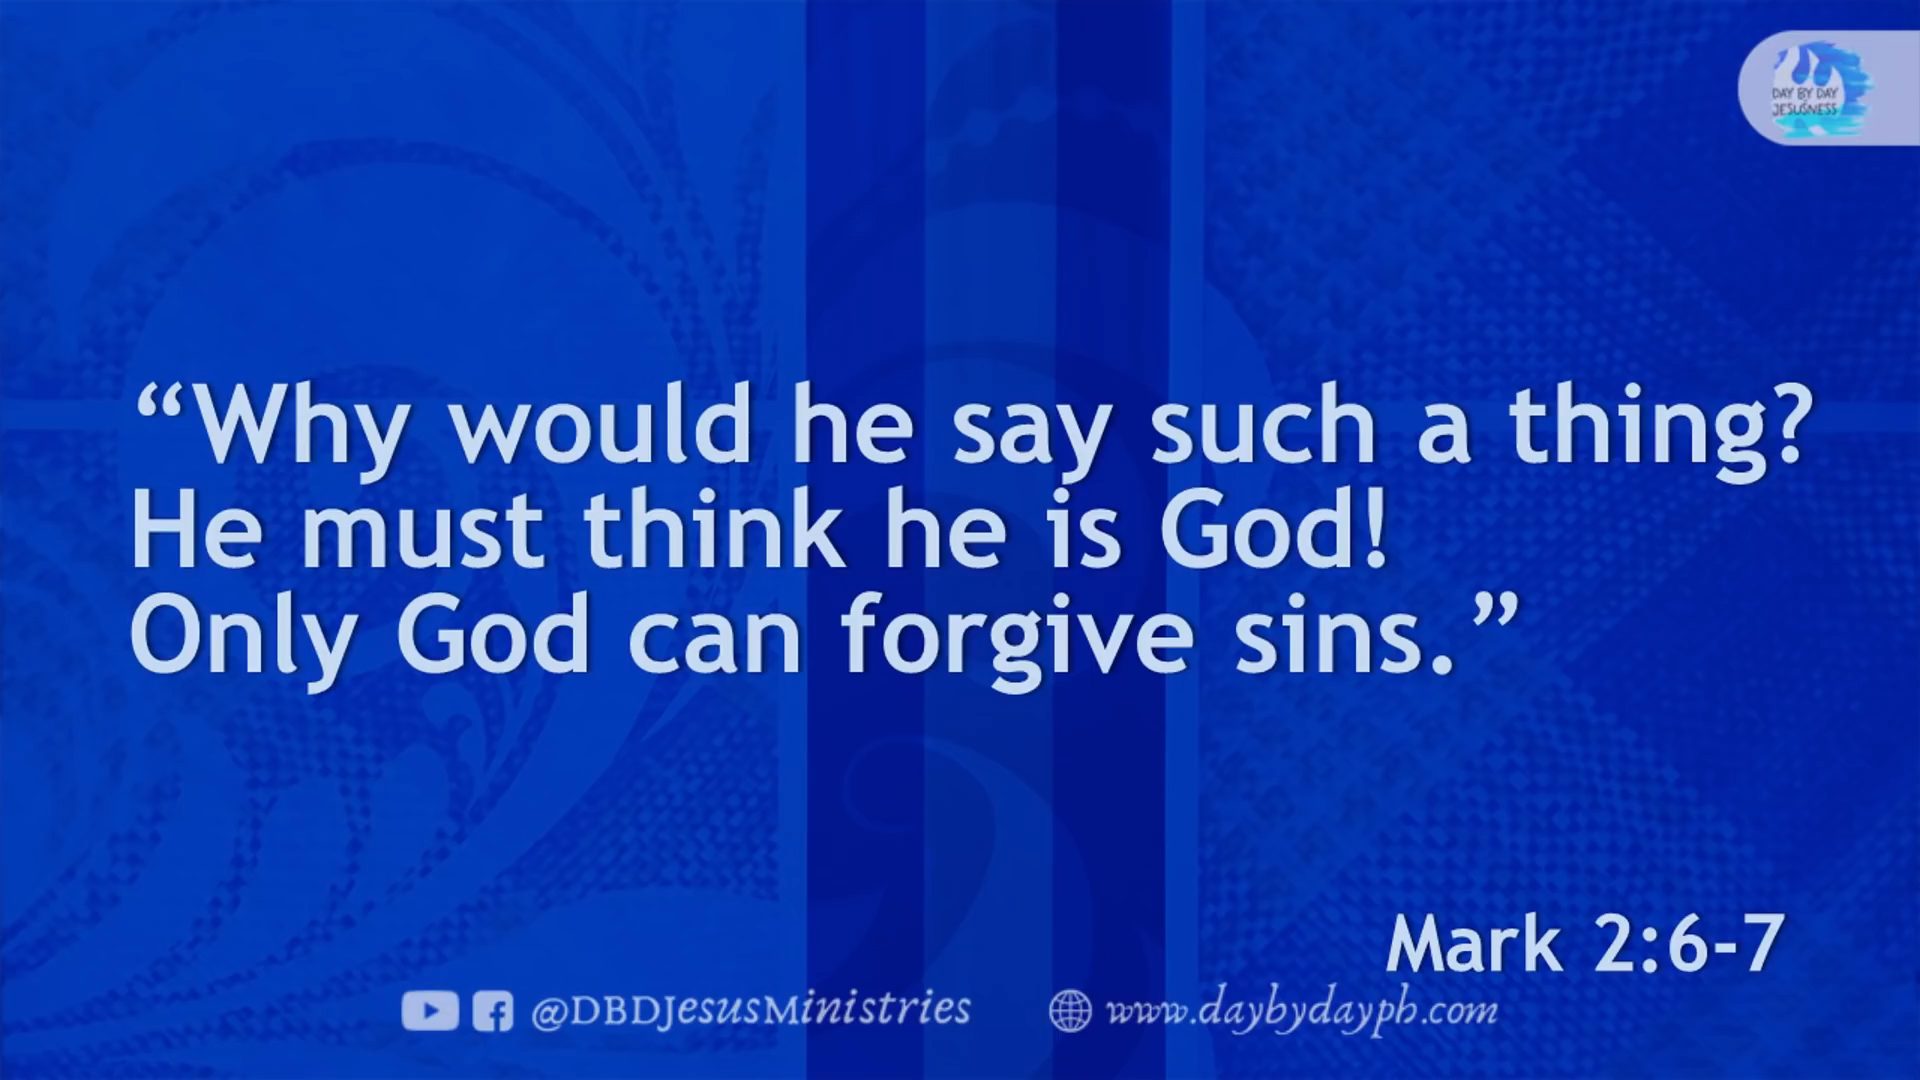 DAY BY DAY
JESUSNESS
“Why would he say such a thing?
He must think he is God!
Only God can forgive sins.”
Mark 2:6-7
@DBDJesusMinistries
www.daybydayph.com